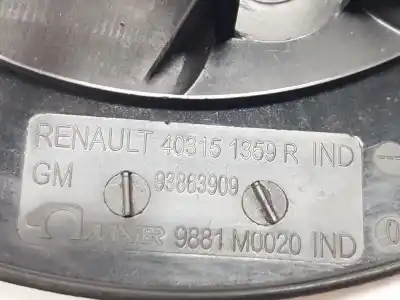 RENAULT 40315 1359 R IND
GM 93863909
9881 M0020 IND